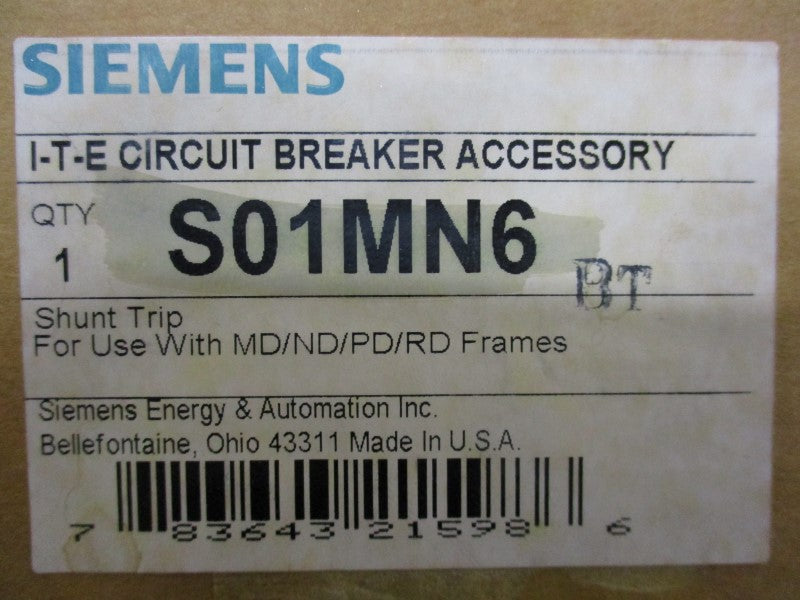 SIEMENS
I-T-E CIRCUIT BREAKER ACCESSORY
QTY
1
S01MN6
BT
Shunt Trip
For Use With MD/ND/PD/RD Frames
Siemens Energy & Automation Inc.
Bellefontaine, Ohio 43311 Made In U.S.A.
7 83643 21598 6